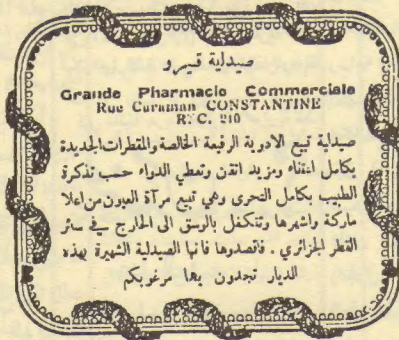 صيدلية قيرو
Grande Pharmacie Commerciale
Rue Caraman CONSTANTINE
R. C. 210
صيدلية تبيع الادوية الرفيعة الخالصة والمقطرات الجديدة
بكامل اعتناء ومزيد اتقن وتعطي الدواء حسب تذكرة
الطبيب بكامل التحرى وهي تبيع مرآة العيون من اعلا
ماركة واشهرها وتتكفل بالوسق الى الخارج في سائر
القطر الجزائري . فاقصدوها فانها الصيدلية الشهيرة بهذه
الديار تجدون بها مرغوبكم